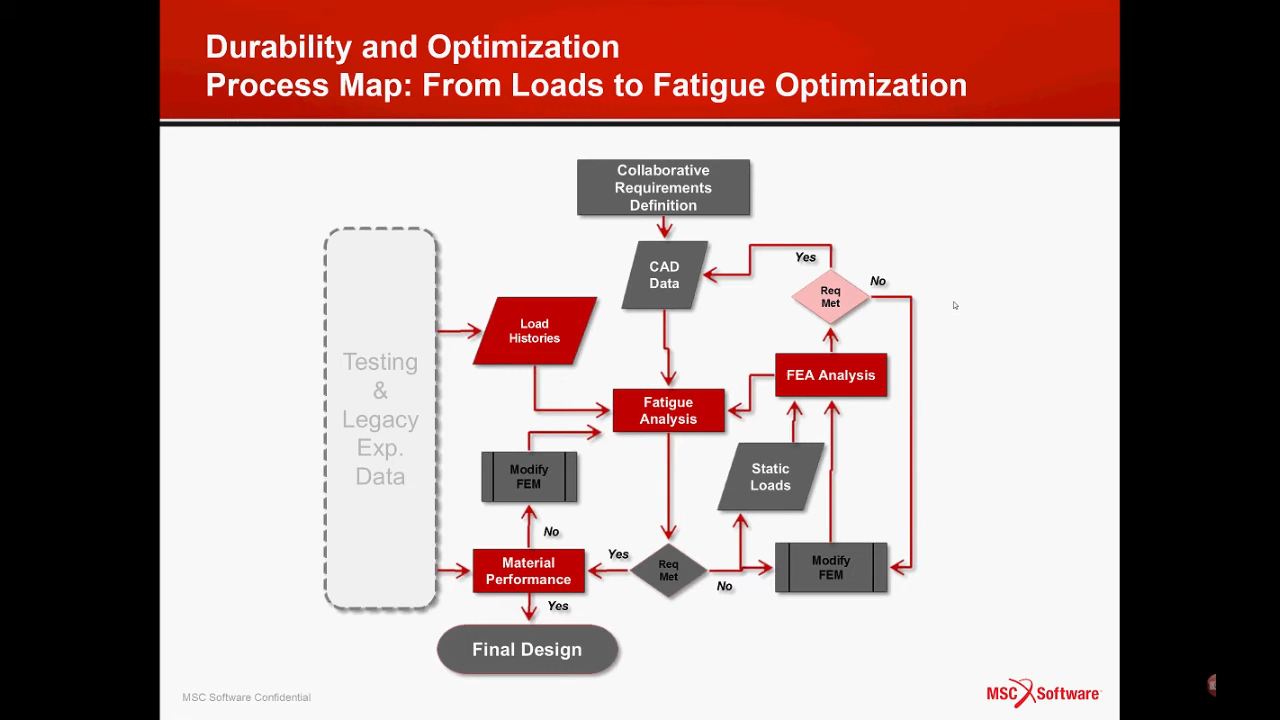 Durability and Optimization
Process Map: From Loads to Fatigue Optimization
Collaborative
Requirements
Definition
CAD
Data
Yes
Req
Met
No
Load
Histories
Testing
&
Legacy
Exp.
Data
FEA Analysis
Fatigue
Analysis
Modify
FEM
Static
Loads
No
Material
Performance
Yes
Req
Met
No
Modify
FEM
Yes
Final Design
MSC Software Confidential
MSC Software